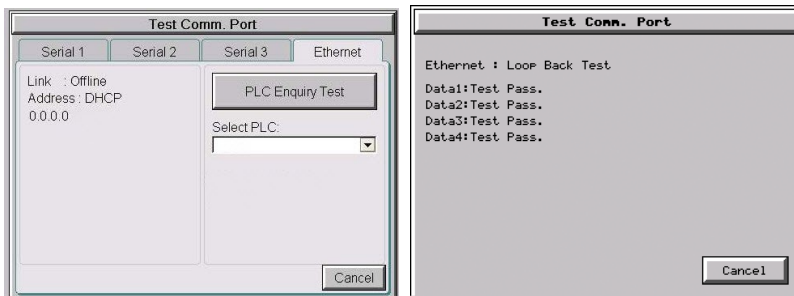 Test Comm. Port
Serial 1
Serial 2
Serial 3
Ethernet
Link : Offline
Address : DHCP
0.0.0.0
PLC Enquiry Test
Select PLC:
Cancel
Test Comm. Port
Ethernet : Loop Back Test
Data1:Test Pass.
Data2:Test Pass.
Data3:Test Pass.
Data4:Test Pass.
Cancel